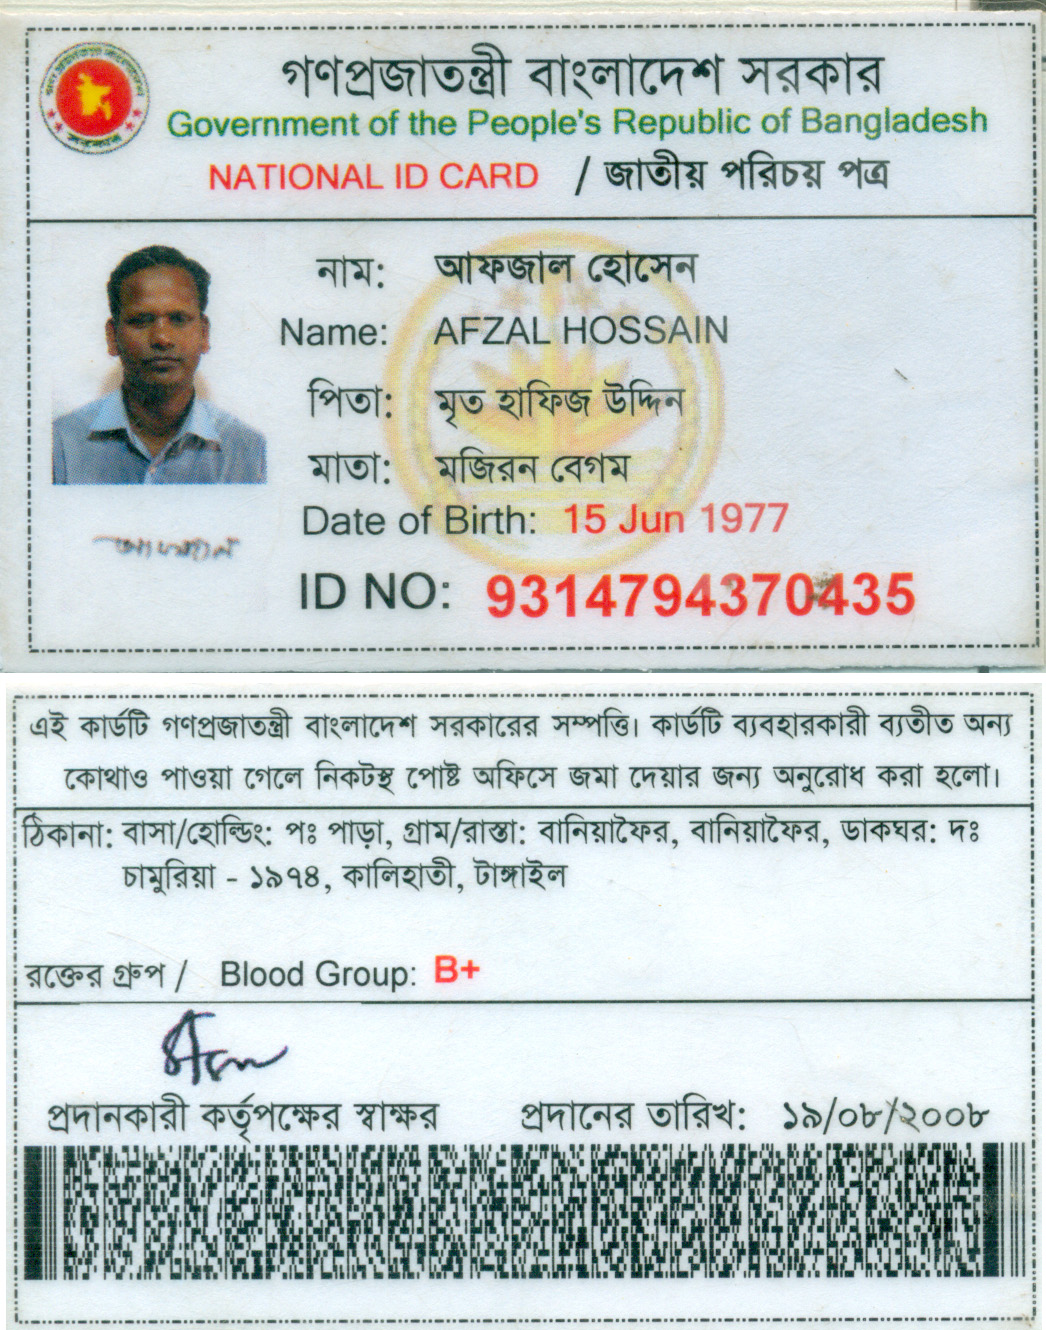 গণপ্রজাতন্ত্রী বাংলাদেশ সরকার
Government of the People's Republic of Bangladesh
NATIONAL ID CARD / জাতীয় পরিচয় পত্র
নাম: আফজাল হোসেন
Name: AFZAL HOSSAIN
পিতা: মৃত হাফিজ উদ্দিন
মাতা: মজিরন বেগম
Date of Birth: 15 Jun 1977
ID NO: 9314794370435
এই কার্ডটি গণপ্রজাতন্ত্রী বাংলাদেশ সরকারের সম্পত্তি। কার্ডটি ব্যবহারকারী ব্যতীত অন্য
কোথাও পাওয়া গেলে নিকটস্থ পোষ্ট অফিসে জমা দেয়ার জন্য অনুরোধ করা হলো।
ঠিকানা: বাসা/হোল্ডিং: পঃ পাড়া, গ্রাম/রাস্তা: বানিয়াফৈর, বানিয়াফৈর, ডাকঘর: দঃ
চামুরিয়া - ১৯৭৪, কালিহাতী, টাঙ্গাইল
রক্তের গ্রুপ / Blood Group: B+
প্রদানকারী কর্তৃপক্ষের স্বাক্ষর প্রদানের তারিখ: ১৯/০৮/২০০৮